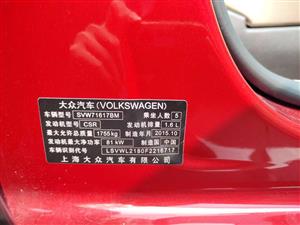 大众汽车(VOLKSWAGEN)
车辆型号 SVW71617BM 乘坐人数 5
发动机型号 CSR 发动机排量 1.6 L
最大允许总质量 1755 kg 制造年月 2015.10
发动机最大净功率 81 kW 制造国 中国
车辆识别代号 LSVWL2180F2216717
上海大众汽车有限公司